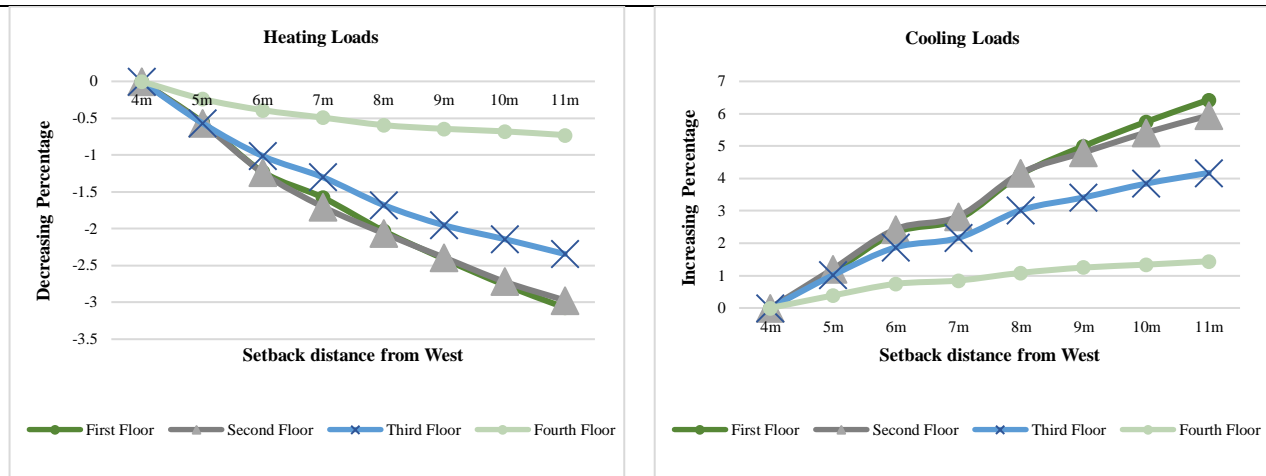 Heating Loads
Decreasing Percentage
0
-0.5
-1
-1.5
-2
-2.5
-3
-3.5
4m 5m 6m 7m 8m 9m 10m 11m
Setback distance from West
First Floor Second Floor Third Floor Fourth Floor
Cooling Loads
Increasing Percentage
7
6
5
4
3
2
1
0
4m 5m 6m 7m 8m 9m 10m 11m
Setback distance from West
First Floor Second Floor Third Floor Fourth Floor